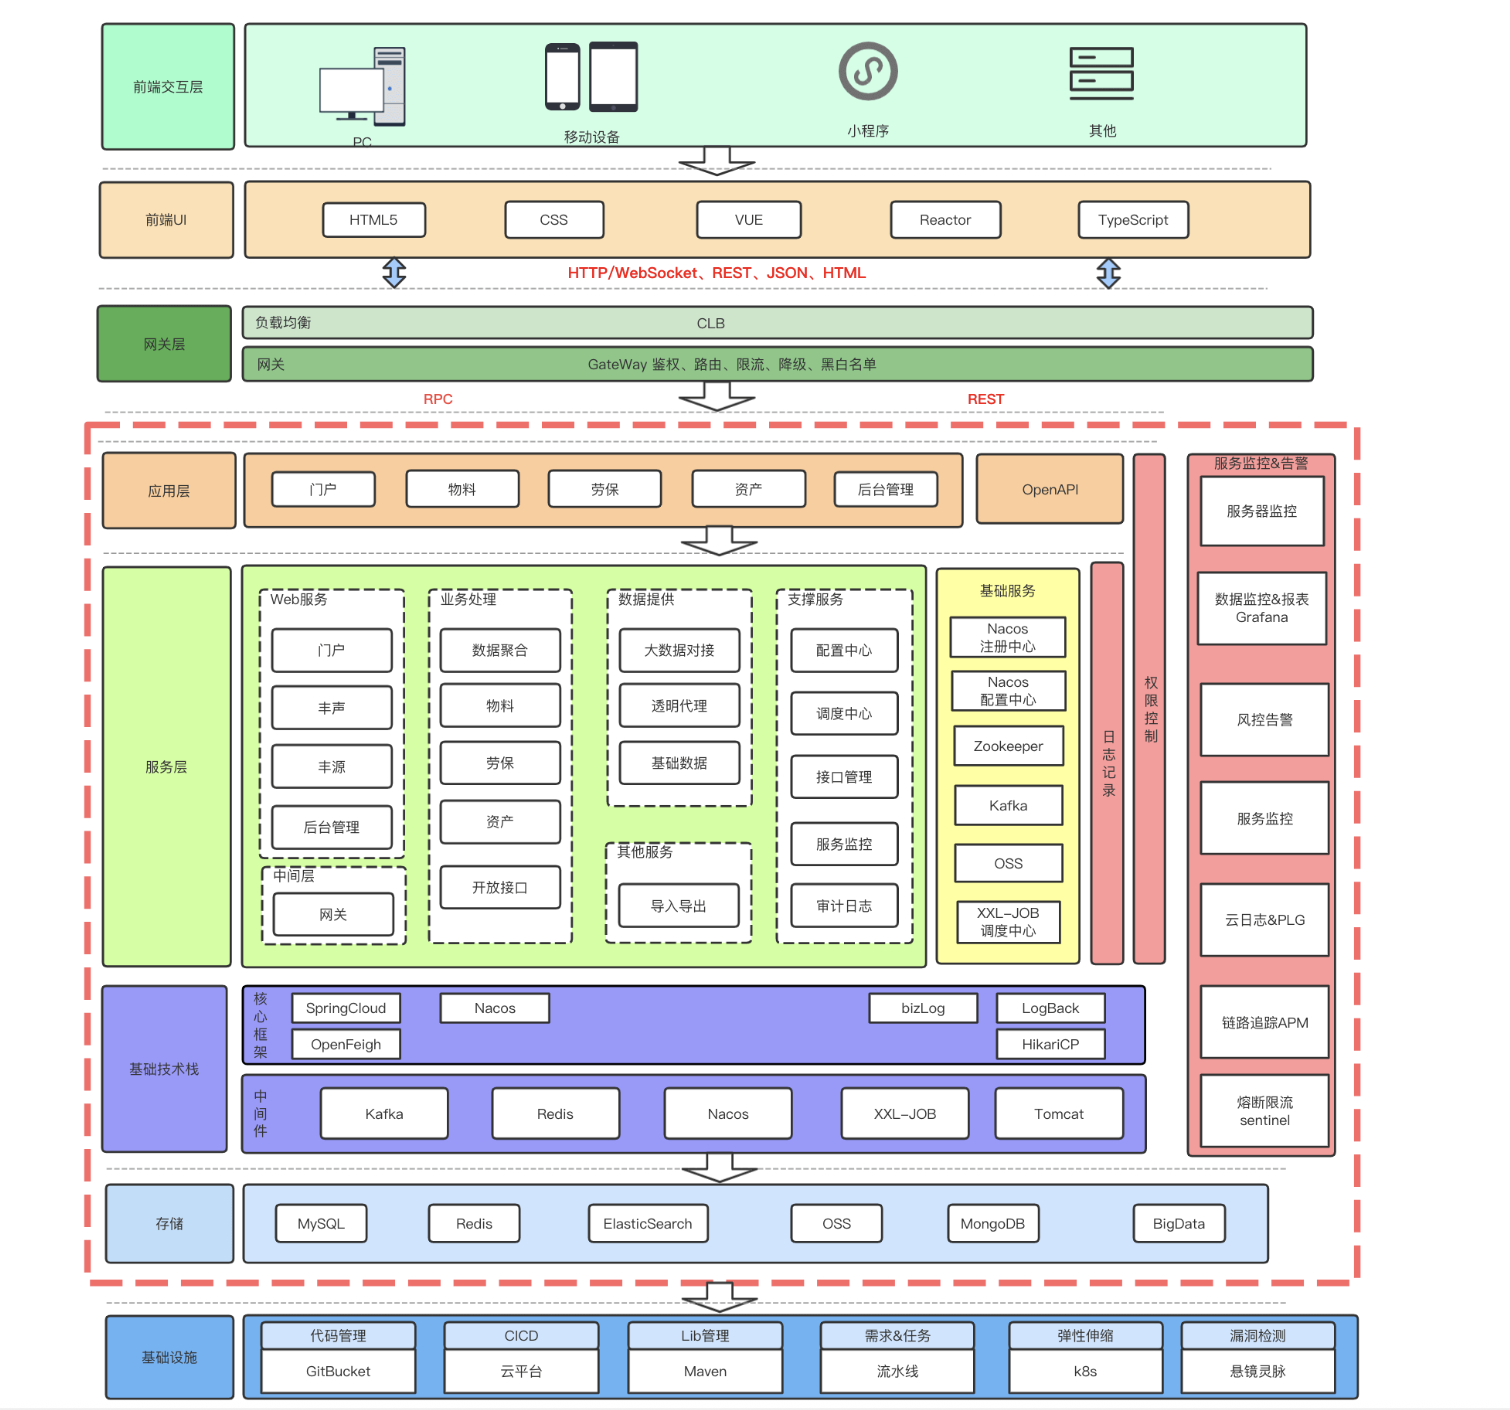 前端交互层
PC
移动设备
小程序
其他
前端UI
HTML5
CSS
VUE
Reactor
TypeScript
HTTP/WebSocket、REST、JSON、HTML
网关层
负载均衡
CLB
网关
GateWay 鉴权、路由、限流、降级、黑白名单
RPC
REST
应用层
门户
物料
劳保
资产
后台管理
OpenAPI
服务层
Web服务
门户
丰声
丰源
后台管理
中间层
网关
业务处理
数据聚合
物料
劳保
资产
开放接口
数据提供
大数据对接
透明代理
基础数据
其他服务
导入导出
支撑服务
配置中心
调度中心
接口管理
服务监控
审计日志
基础服务
Nacos
注册中心
Nacos
配置中心
Zookeeper
Kafka
OSS
XXL-JOB
调度中心
日志记录
权限控制
服务监控&告警
服务器监控
数据监控&报表
Grafana
风控告警
服务监控
云日志&PLG
链路追踪APM
熔断限流
sentinel
基础技术栈
核心框架
SpringCloud
Nacos
bizLog
LogBack
OpenFeigh
HikariCP
中间件
Kafka
Redis
Nacos
XXL-JOB
Tomcat
存储
MySQL
Redis
ElasticSearch
OSS
MongoDB
BigData
基础设施
代码管理
GitBucket
CICD
云平台
Lib管理
Maven
需求&任务
流水线
弹性伸缩
k8s
漏洞检测
悬镜灵脉